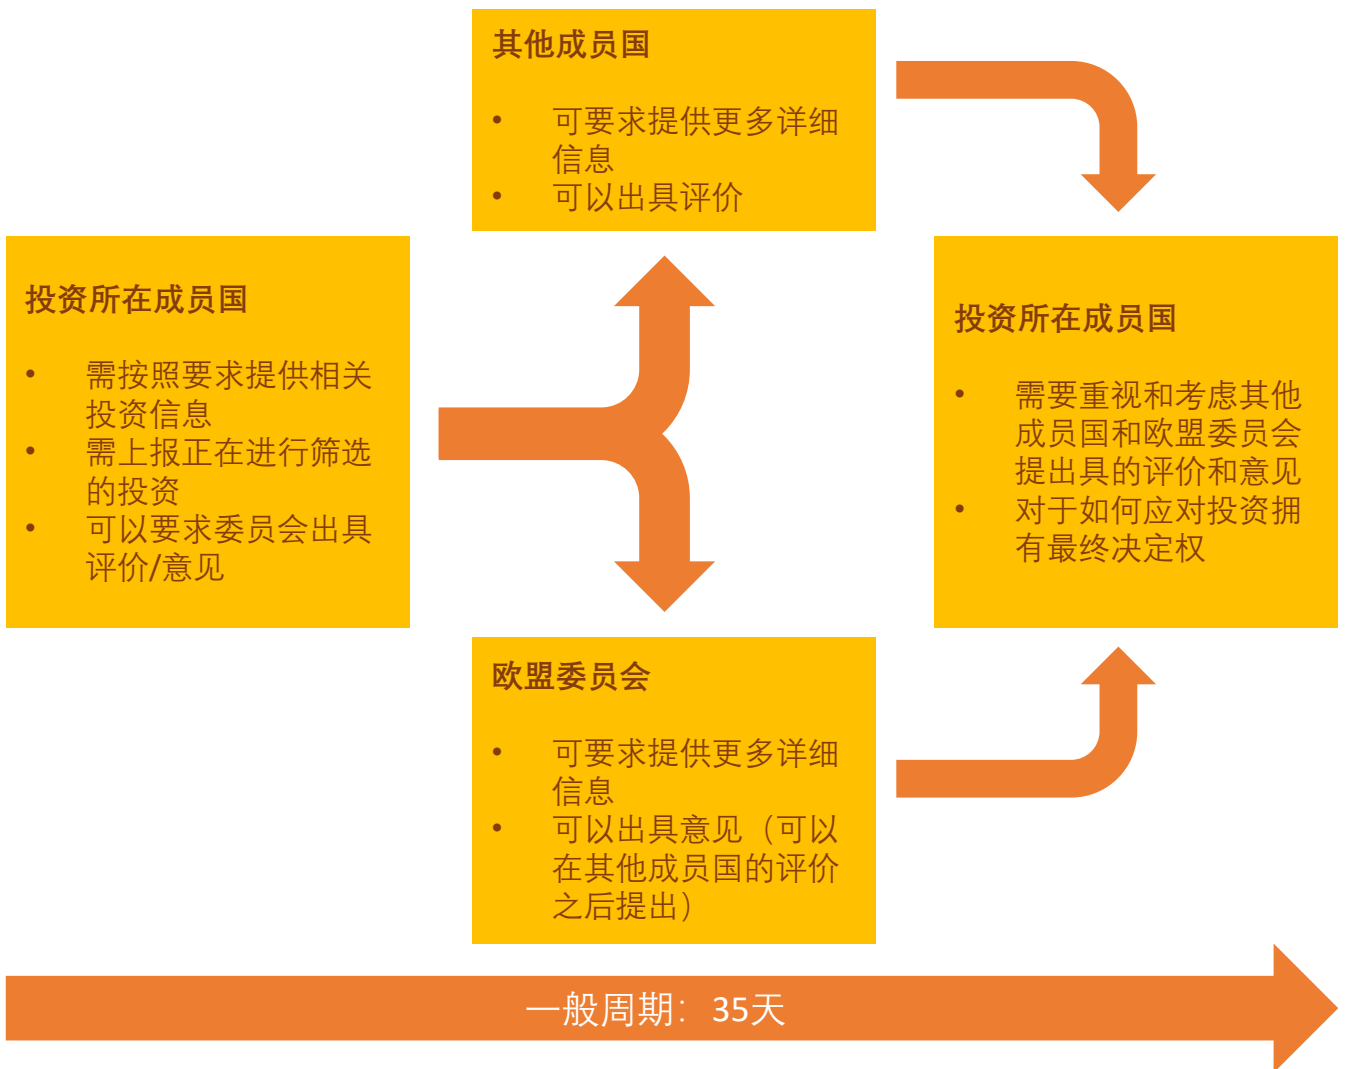 其他成员国
• 可要求提供更多详细
信息
• 可以出具评价
投资所在成员国
• 需按照要求提供相关
投资信息
• 需上报正在进行筛选
的投资
• 可以要求委员会出具
评价/意见
投资所在成员国
• 需要重视和考虑其他
成员国和欧盟委员会
提出具的评价和意见
• 对于如何应对投资拥
有最终决定权
欧盟委员会
• 可要求提供更多详细
信息
• 可以出具意见（可以
在其他成员国的评价
之后提出）
一般周期：35天